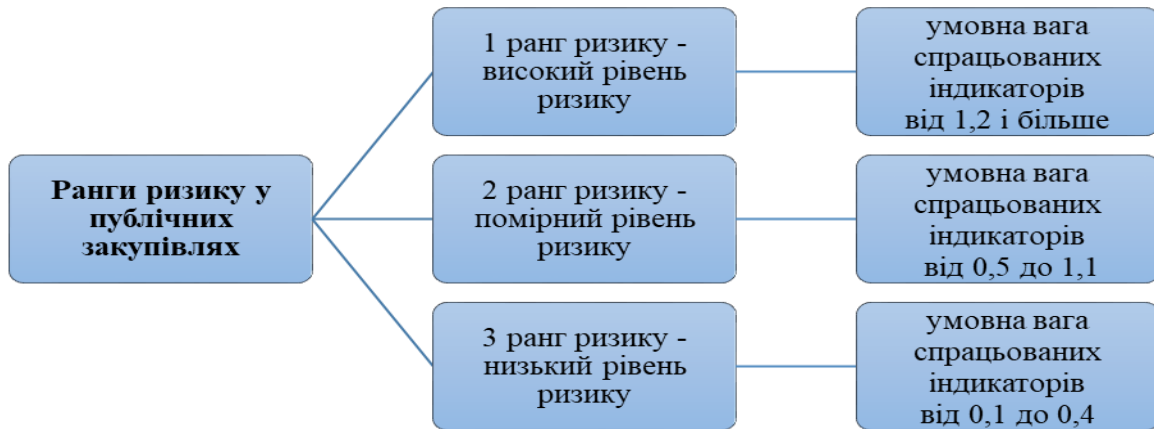 Ранги ризику у
публічних
закупівлях
1 ранг ризику -
високий рівень
ризику
умовна вага
спрацьованих
індикаторів
від 1,2 і більше
2 ранг ризику -
помірний рівень
ризику
умовна вага
спрацьованих
індикаторів
від 0,5 до 1,1
3 ранг ризику -
низький рівень
ризику
умовна вага
спрацьованих
індикаторів
від 0,1 до 0,4